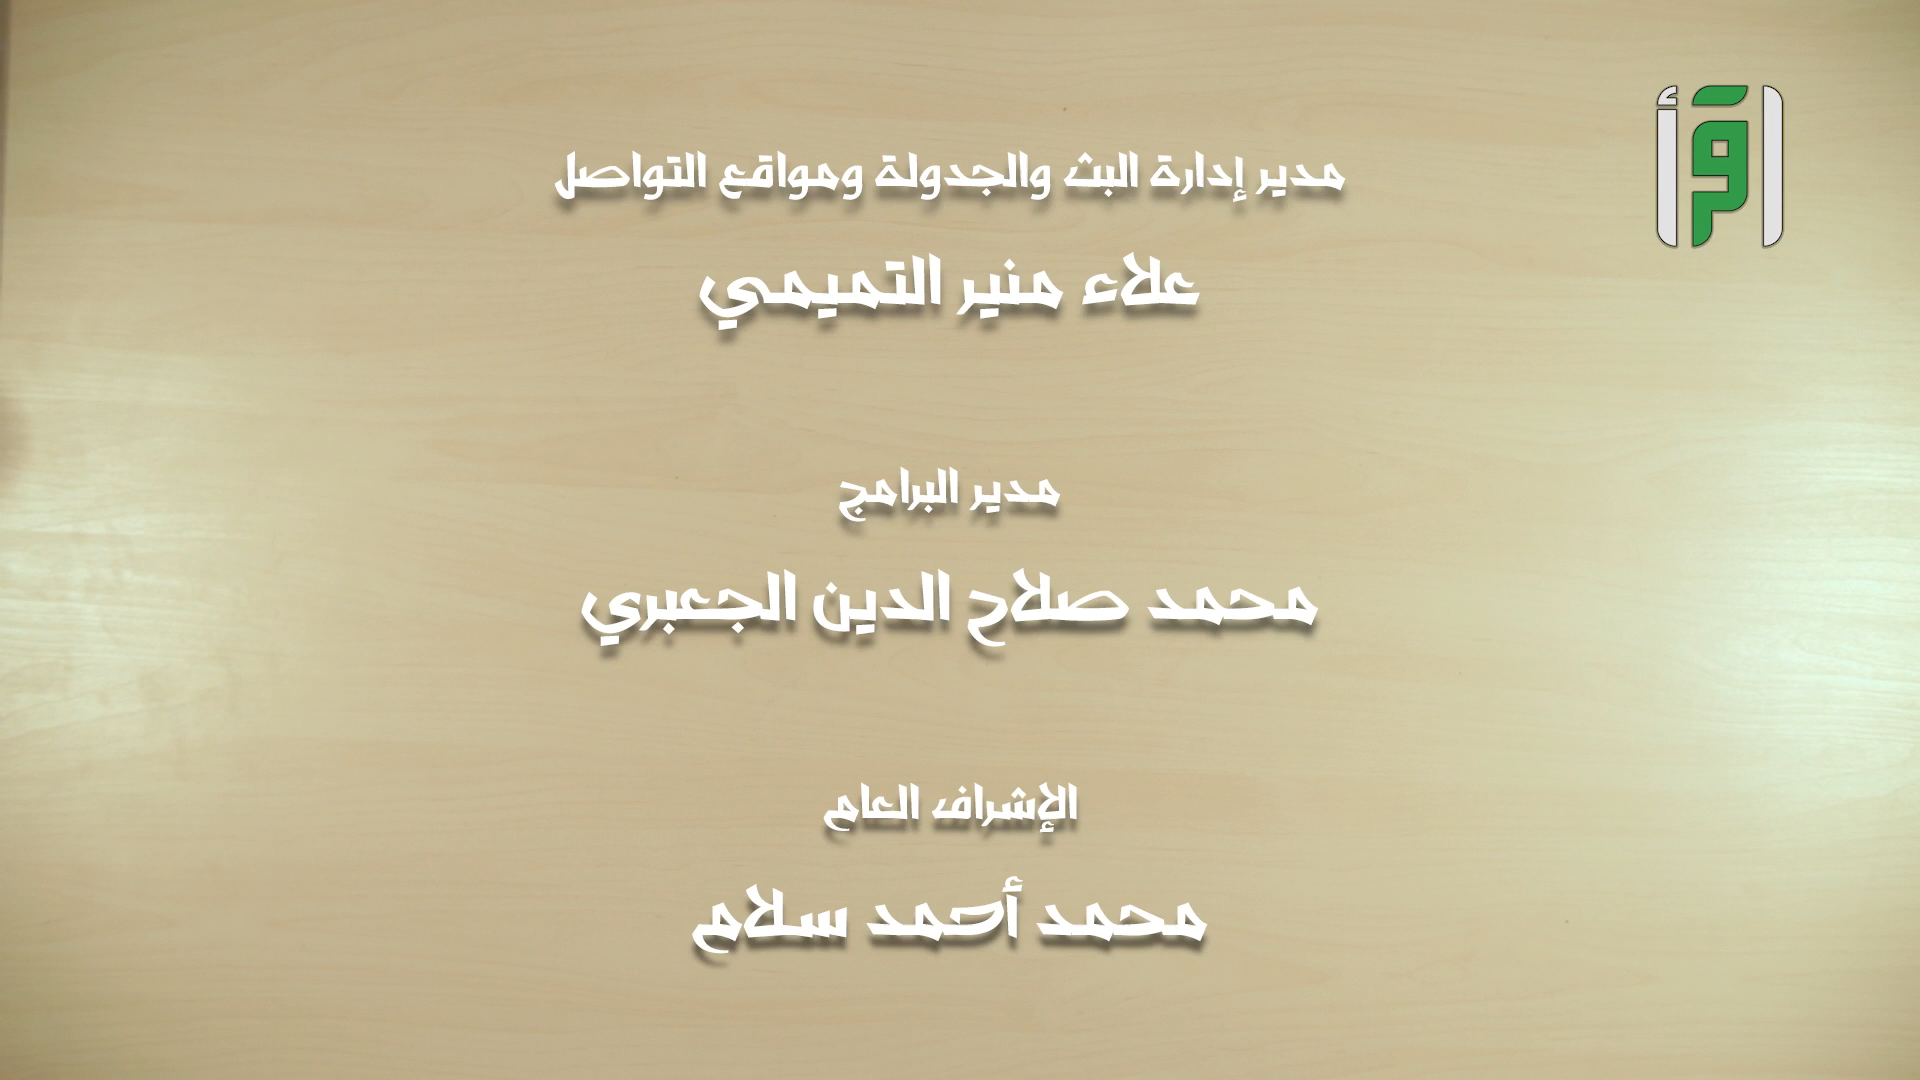 اقرأ
مدير إدارة البث والجدولة ومواقع التواصل
علاء منير التميمي
مدير البرامج
محمد صلاح الدين الجعبري
الإشراف العام
محمد أحمد سلام